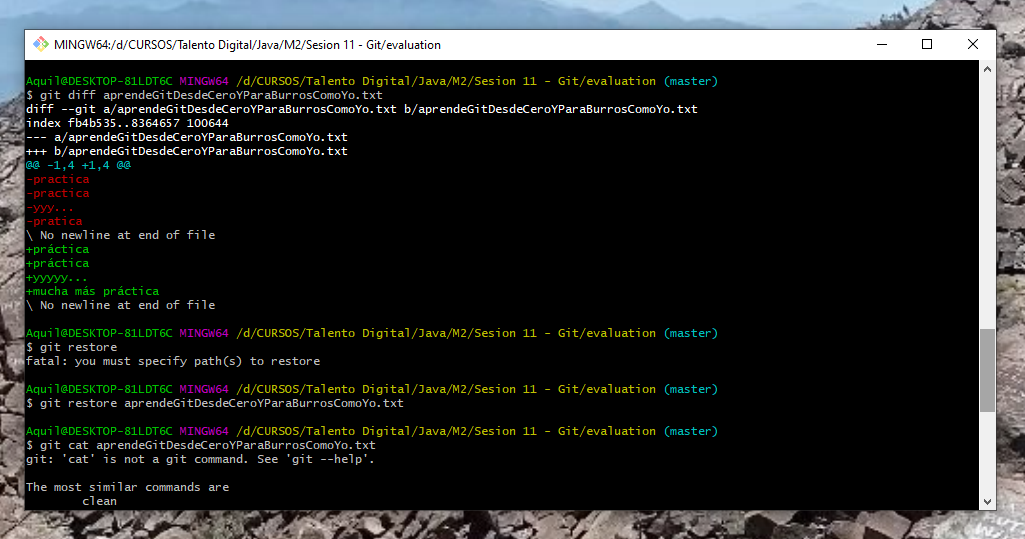 MINGW64:/d/CURSOS/Talento Digital/Java/M2/Sesion 11 - Git/evaluation
Aquil@DESKTOP-81LDT6C MINGW64 /d/CURSOS/Talento Digital/Java/M2/Sesion 11 - Git/evaluation (master)
$ git diff aprendeGitDesdeCeroYParaBurrosComoYo.txt
diff --git a/aprendeGitDesdeCeroYParaBurrosComoYo.txt b/aprendeGitDesdeCeroYParaBurrosComoYo.txt
index fb4b535..8364657 100644
--- a/aprendeGitDesdeCeroYParaBurrosComoYo.txt
+++ b/aprendeGitDesdeCeroYParaBurrosComoYo.txt
@@ -1,4 +1,4 @@
-practica
-practica
-yyy...
-pratica
\ No newline at end of file
+práctica
+práctica
+yyyyy...
+mucha más práctica
\ No newline at end of file
Aquil@DESKTOP-81LDT6C MINGW64 /d/CURSOS/Talento Digital/Java/M2/Sesion 11 - Git/evaluation (master)
$ git restore
fatal: you must specify path(s) to restore
Aquil@DESKTOP-81LDT6C MINGW64 /d/CURSOS/Talento Digital/Java/M2/Sesion 11 - Git/evaluation (master)
$ git restore aprendeGitDesdeCeroYParaBurrosComoYo.txt
Aquil@DESKTOP-81LDT6C MINGW64 /d/CURSOS/Talento Digital/Java/M2/Sesion 11 - Git/evaluation (master)
$ git cat aprendeGitDesdeCeroYParaBurrosComoYo.txt
git: 'cat' is not a git command. See 'git --help'.
The most similar commands are
clean